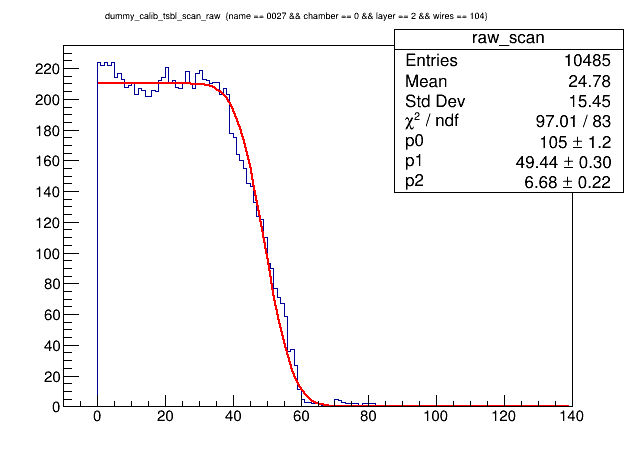 dummy_calib_tsbl_scan_raw {name == 0027 && chamber == 0 && layer == 2 && wires == 104}
raw_scan
Entries 10485
Mean 24.78
Std Dev 15.45
χ² / ndf 97.01 / 83
p0 105 ± 1.2
p1 49.44 ± 0.30
p2 6.68 ± 0.22
220
200
180
160
140
120
100
80
60
40
20
0
0 20 40 60 80 100 120 140